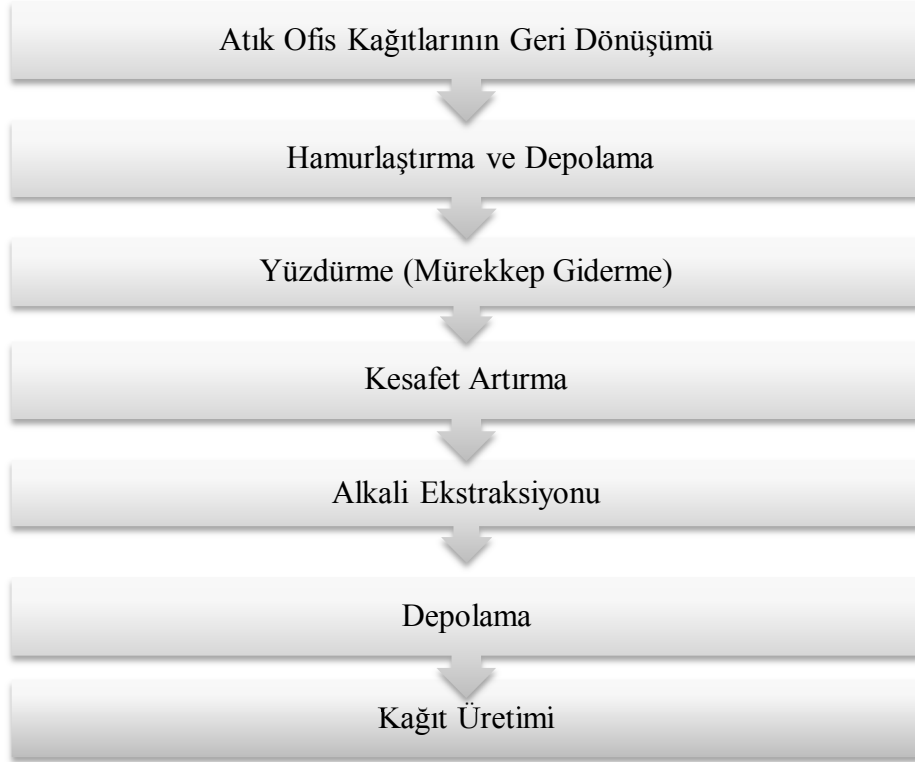 Atık Ofis Kağıtlarının Geri Dönüşümü
Hamurlaştırma ve Depolama
Yüzdürme (Mürekkep Giderme)
Kesafet Artırma
Alkali Ekstraksiyonu
Depolama
Kağıt Üretimi